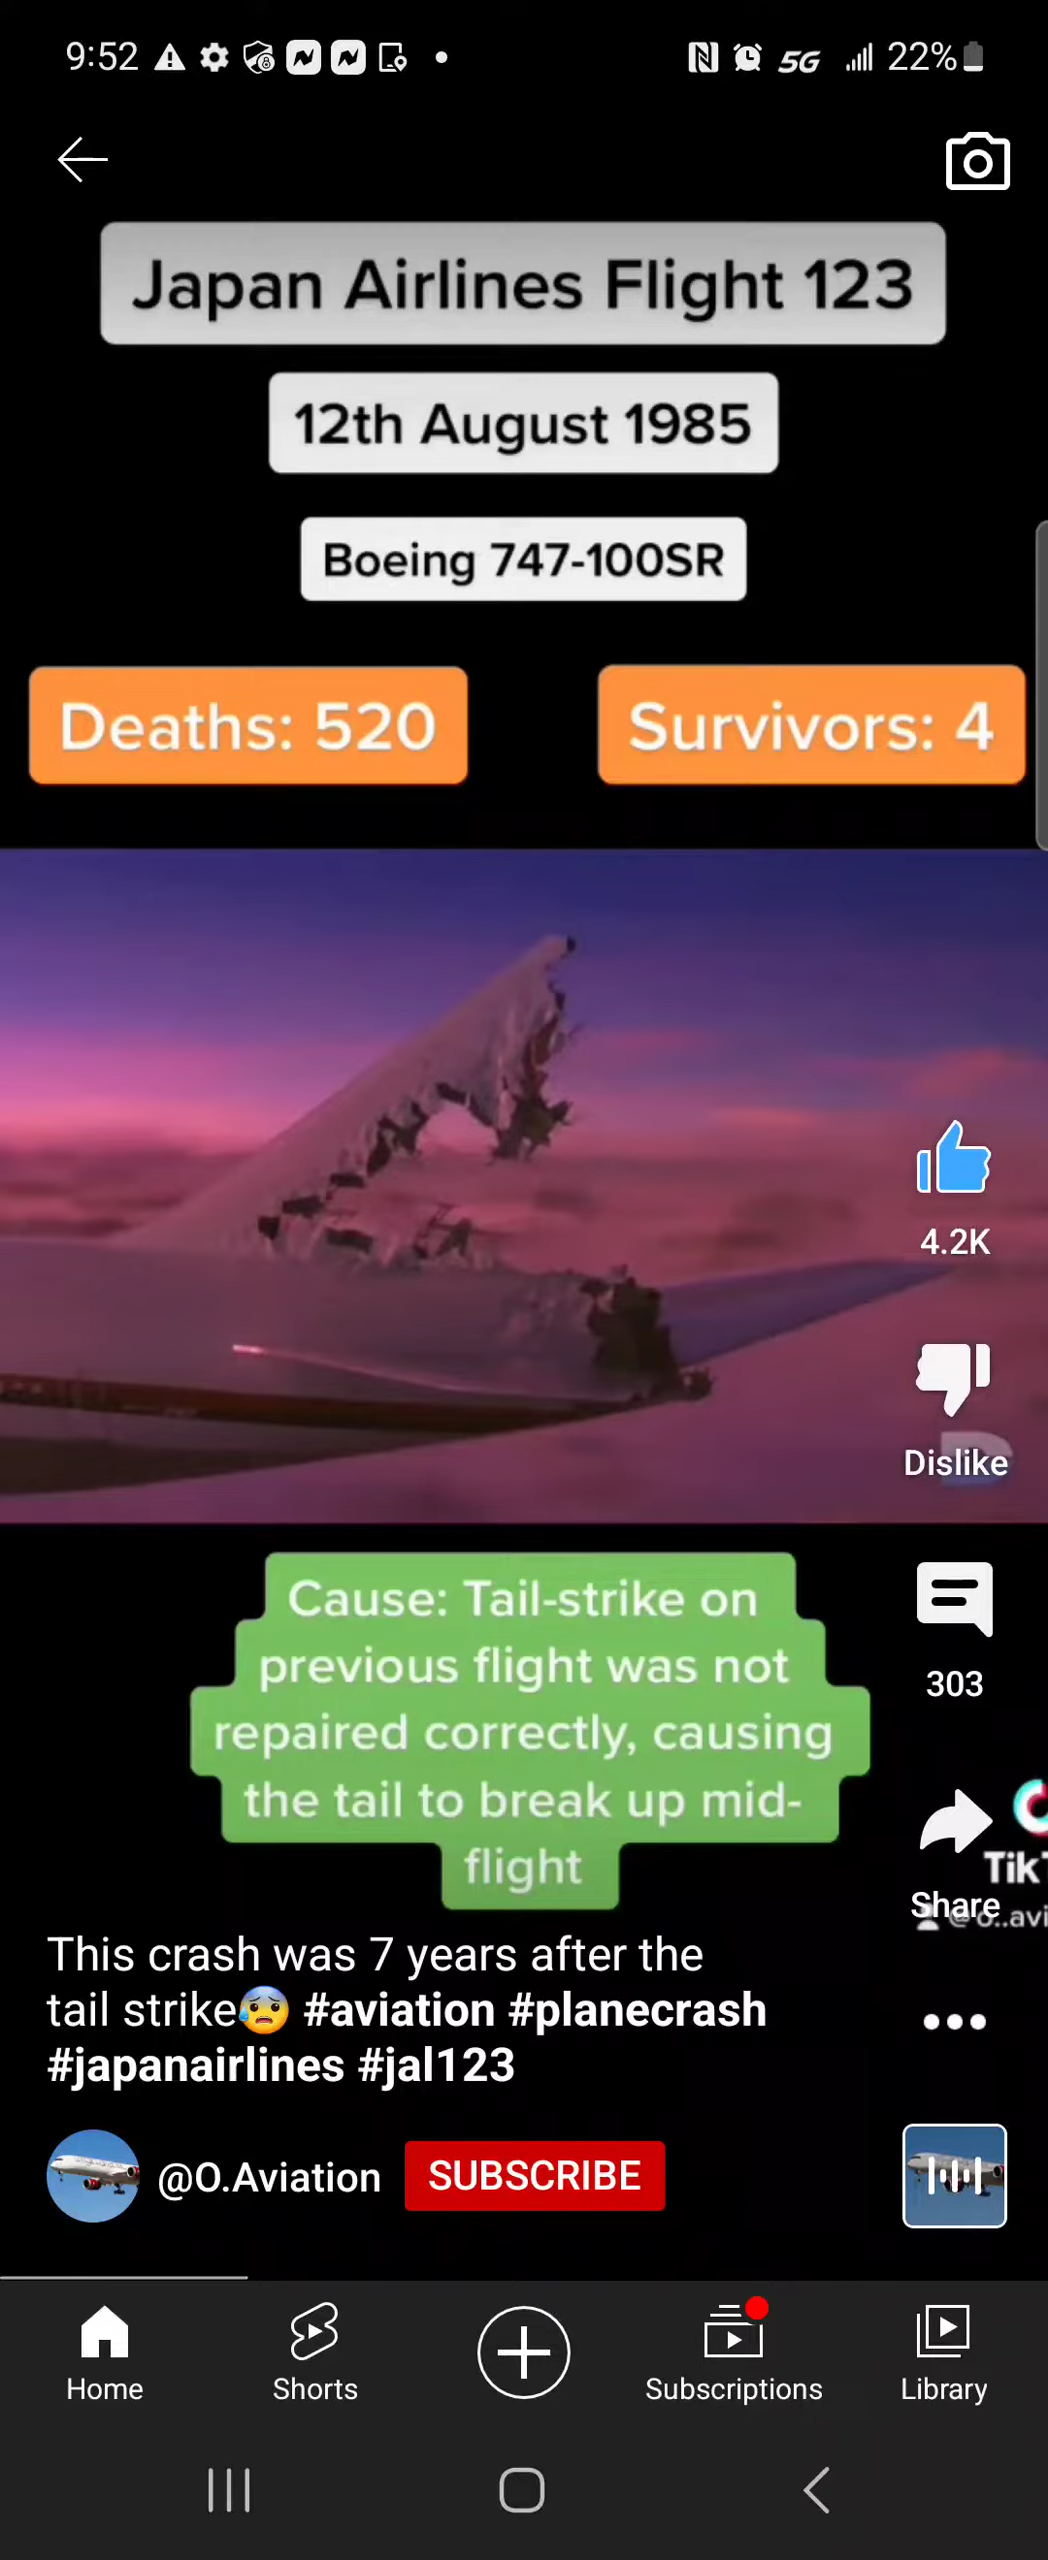 9:52 5G 22%
Japan Airlines Flight 123
12th August 1985
Boeing 747-100SR
Deaths: 520 Survivors: 4
4.2K
Dislike
Cause: Tail-strike on
previous flight was not
repaired correctly, causing
the tail to break up mid-
flight
303
Share
This crash was 7 years after the
tail strike😰 #aviation #planecrash
#japanairlines #jal123
@O.Aviation SUBSCRIBE
Home Shorts Subscriptions Library